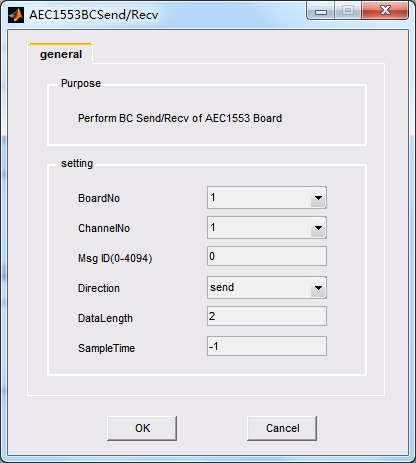 AEC1553BCSend/Recv
general
Purpose
Perform BC Send/Recv of AEC1553 Board
setting
BoardNo 1
ChannelNo 1
Msg ID(0-4094) 0
Direction send
DataLength 2
SampleTime -1
OK Cancel